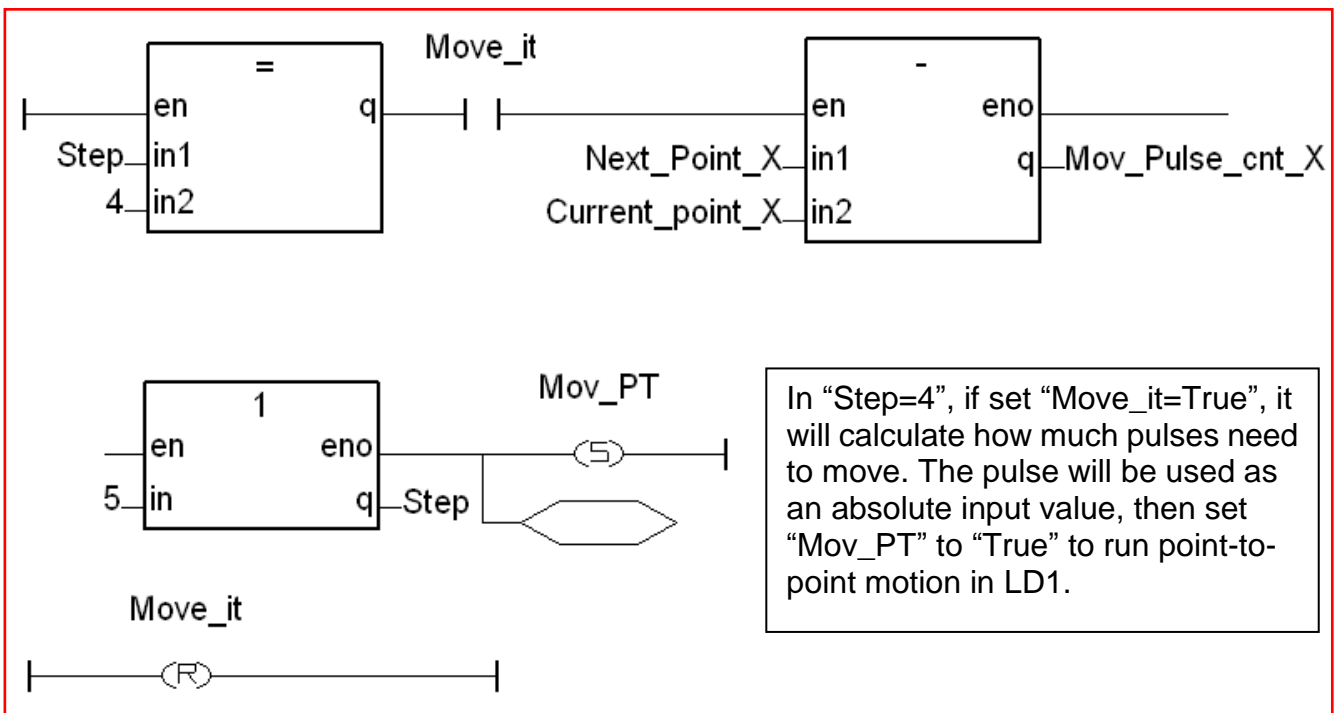 Move_it
=
-
en q
en eno
Step in1
Next_Point_X in1
q Mov_Pulse_cnt_X
4 in2
Current_point_X in2
Mov_PT
1
en eno
(S)
5 in q Step
In “Step=4”, if set “Move_it=True”, it
will calculate how much pulses need
to move. The pulse will be used as
an absolute input value, then set
“Mov_PT” to “True” to run point-to-
point motion in LD1.
Move_it
(R)